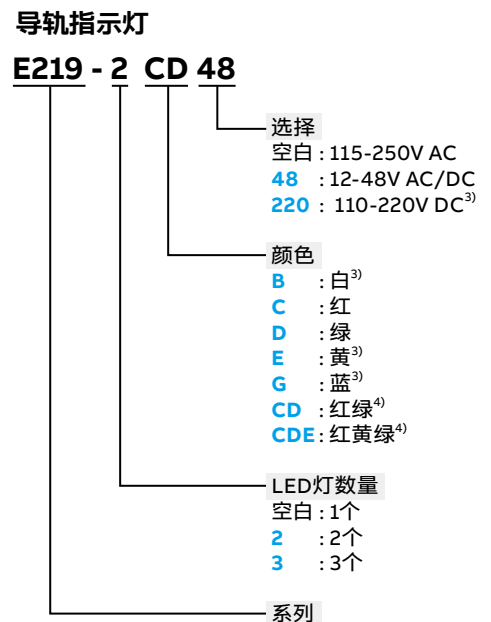 导轨指示灯
E219 - 2 CD 48
选择
空白 : 115-250V AC
48 : 12-48V AC/DC
220 : 110-220V DC³⁾
颜色
B : 白³⁾
C : 红
D : 绿
E : 黄³⁾
G : 蓝³⁾
CD : 红绿⁴⁾
CDE : 红黄绿⁴⁾
LED灯数量
空白 : 1个
2 : 2个
3 : 3个
系列